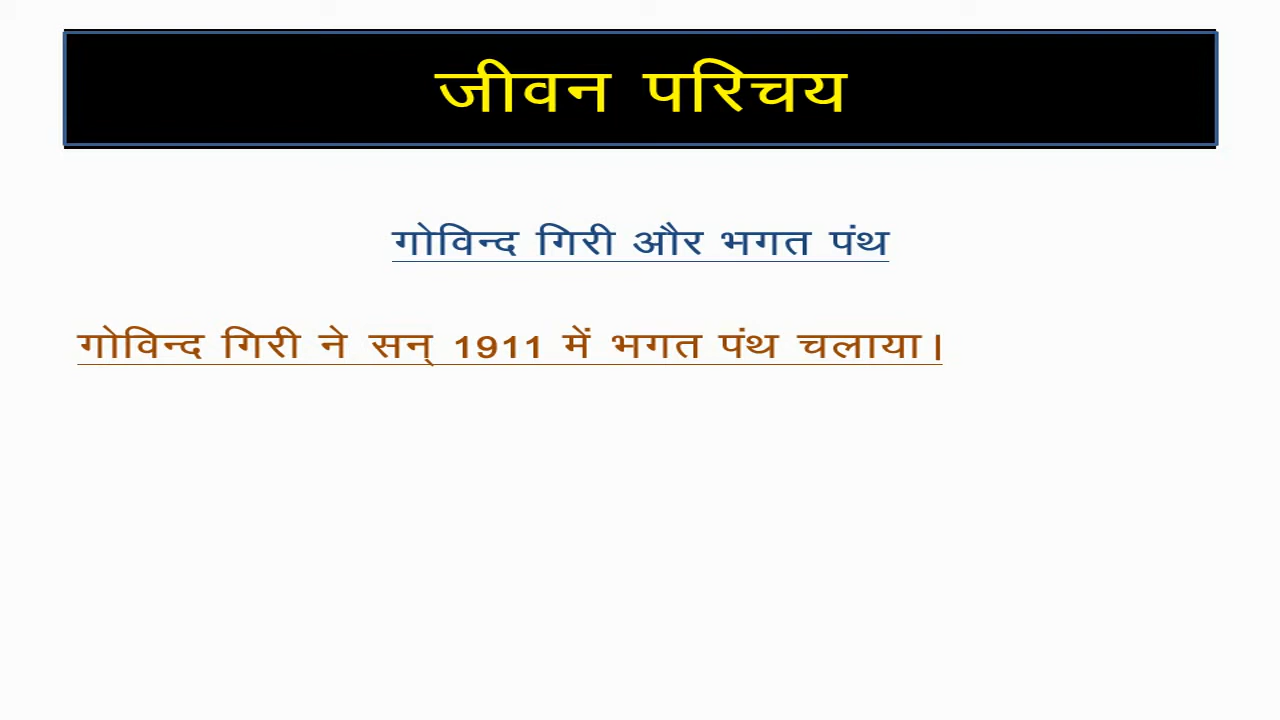 जीवन परिचय
गोविन्द गिरी और भगत पंथ
गोविन्द गिरी ने सन् 1911 में भगत पंथ चलाया।